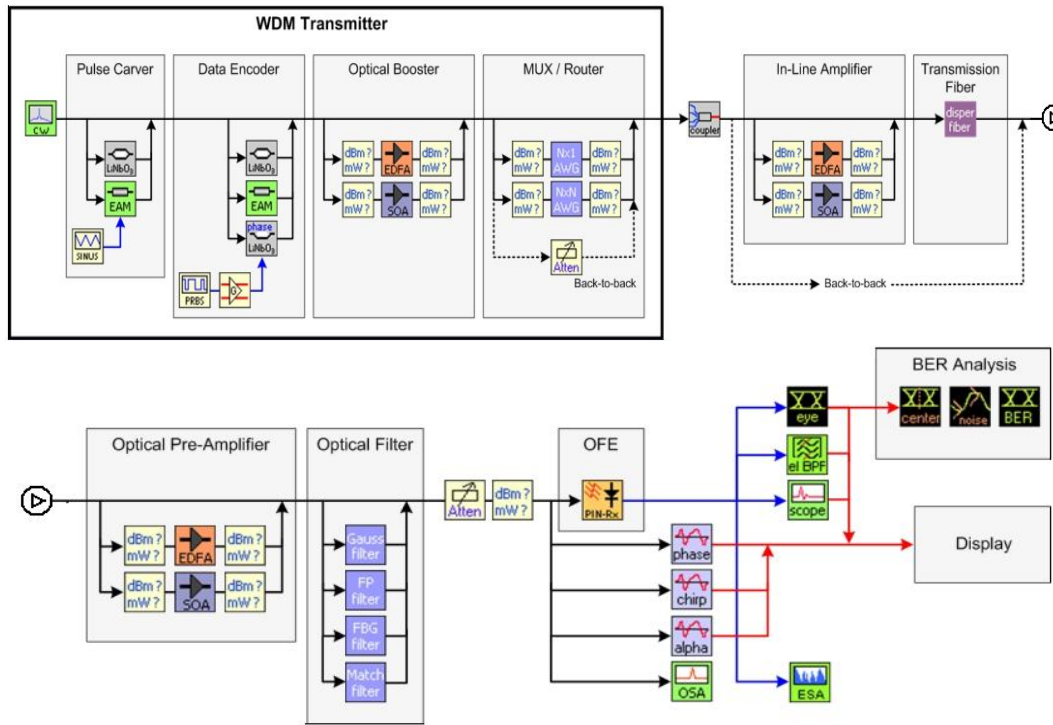 WDM Transmitter
Pulse Carver
Data Encoder
Optical Booster
MUX / Router
In-Line Amplifier
Transmission
Fiber
CW
LiNbO3
EAM
SINUS
LiNbO3
EAM
phase
LiNbO3
PRBS
G
dBm ?
mW ?
EDFA
dBm ?
mW ?
dBm ?
mW ?
SOA
dBm ?
mW ?
dBm ?
mW ?
Nx1
AWG
dBm ?
mW ?
dBm ?
mW ?
NxN
AWG
dBm ?
mW ?
Atten
Back-to-back
coupler
dBm ?
mW ?
EDFA
dBm ?
mW ?
dBm ?
mW ?
SOA
dBm ?
mW ?
disper
fiber
Back-to-back
Optical Pre-Amplifier
Optical Filter
OFE
BER Analysis
dBm ?
mW ?
EDFA
dBm ?
mW ?
dBm ?
mW ?
SOA
dBm ?
mW ?
Gauss
filter
FP
filter
FBG
filter
Match
filter
Atten
dBm ?
mW ?
PIN-Rx
phase
chirp
alpha
OSA
eye
el BPF
scope
ESA
center
noise
BER
Display